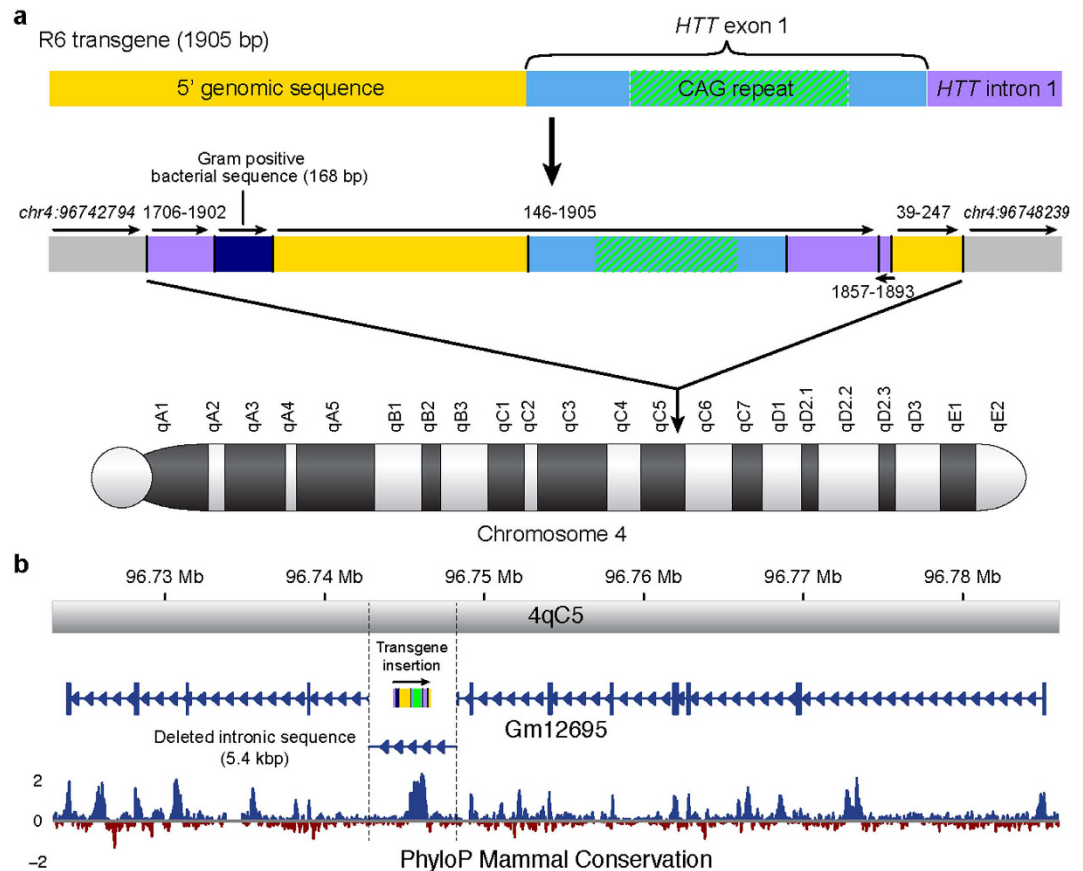 a
R6 transgene (1905 bp)
HTT exon 1
5' genomic sequence
CAG repeat
HTT intron 1
Gram positive
bacterial sequence (168 bp)
chr4:96742794
1706-1902
146-1905
39-247
chr4:96748239
1857-1893
qA1
qA2
qA3
qA4
qA5
qB1
qB2
qB3
qC1
qC2
qC3
qC4
qC5
qC6
qC7
qD1
qD2.1
qD2.2
qD2.3
qD3
qE1
qE2
Chromosome 4
b
96.73 Mb
96.74 Mb
96.75 Mb
96.76 Mb
96.77 Mb
96.78 Mb
4qC5
Transgene
insertion
Gm12695
Deleted intronic sequence
(5.4 kbp)
2
0
−2
PhyloP Mammal Conservation